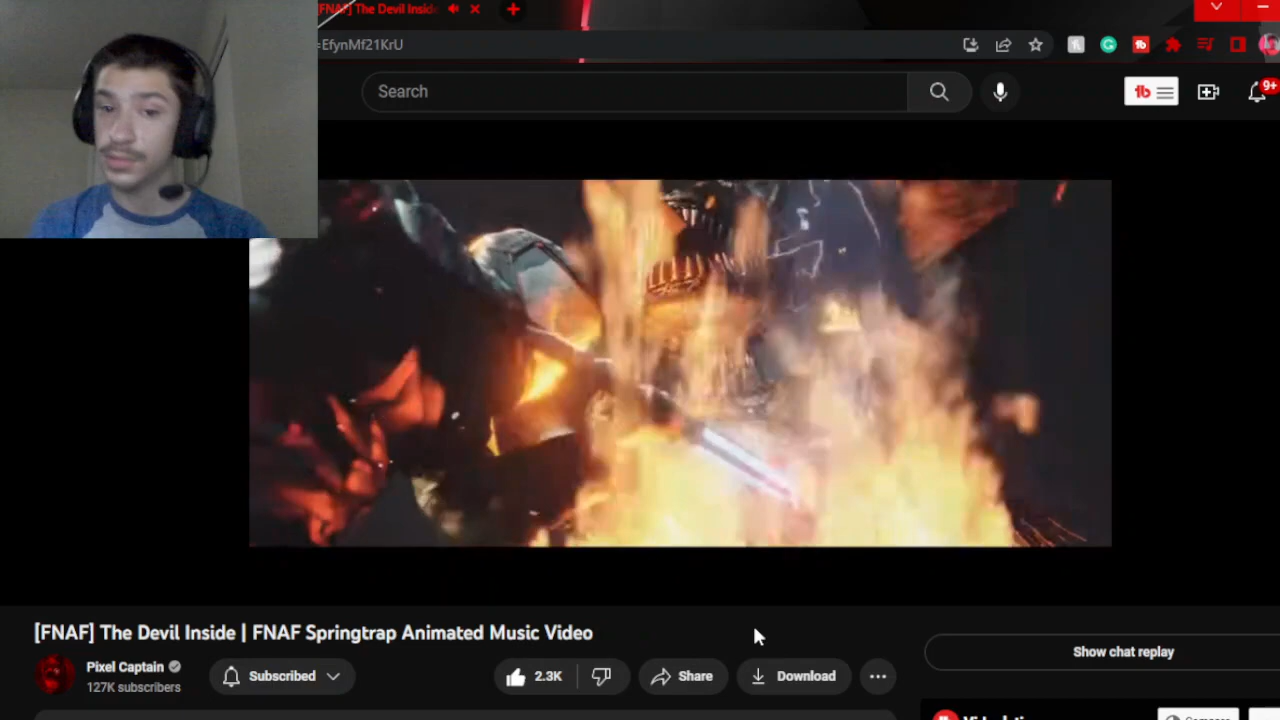 [FNAF] The Devil Inside
=EfynMf21KrU
Search
9+
[FNAF] The Devil Inside | FNAF Springtrap Animated Music Video
Pixel Captain
127K subscribers
Subscribed
2.3K
Share
Download
Show chat replay